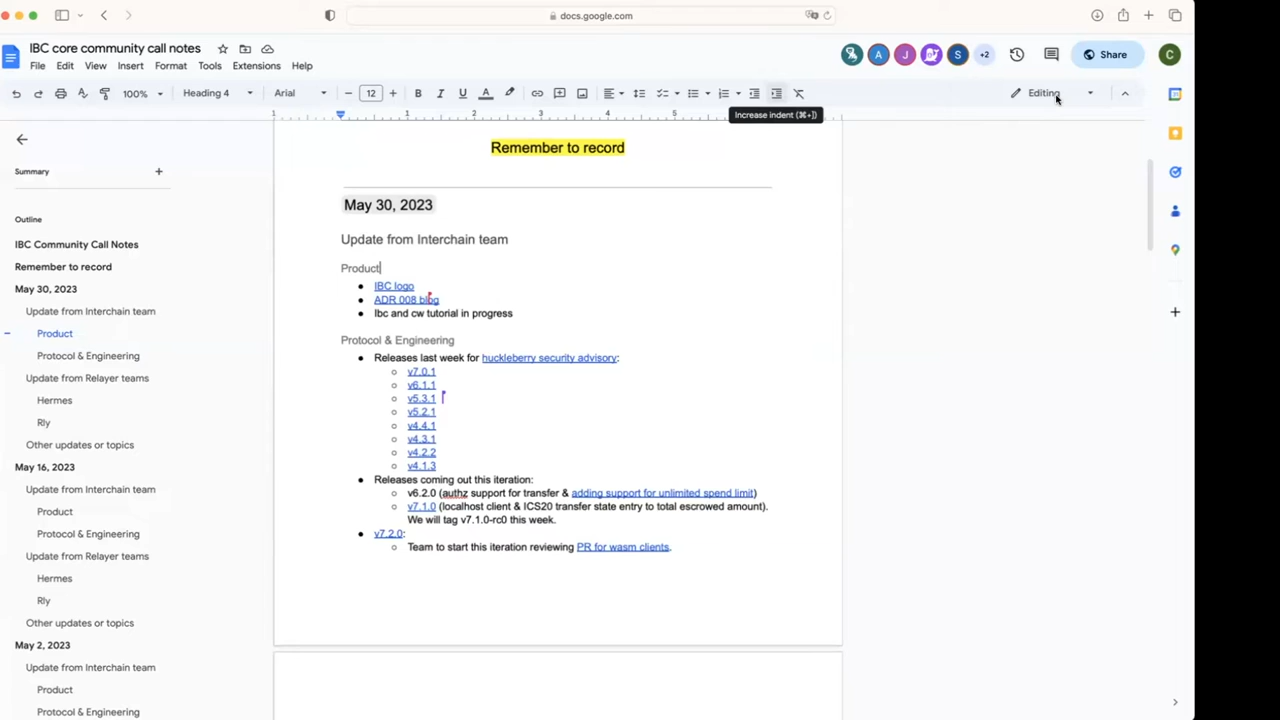 docs.google.com
IBC core community call notes
File Edit View Insert Format Tools Extensions Help
A J S +2 Share C
100% Heading 4 Arial − 12 + B I U A Editing
Increase indent (⌘+])
1 1 2 3 4 5
Summary +
Outline
IBC Community Call Notes
Remember to record
May 30, 2023
Update from Interchain team
Product
Protocol & Engineering
Update from Relayer teams
Hermes
Rly
Other updates or topics
May 16, 2023
Update from Interchain team
Product
Protocol & Engineering
Update from Relayer teams
Hermes
Rly
Other updates or topics
May 2, 2023
Update from Interchain team
Product
Protocol & Engineering
Remember to record
May 30, 2023
Update from Interchain team
Product
● IBC logo
● ADR 008 blog
● Ibc and cw tutorial in progress
Protocol & Engineering
● Releases last week for huckleberry security advisory:
○ v7.0.1
○ v6.1.1
○ v5.3.1
○ v5.2.1
○ v4.4.1
○ v4.3.1
○ v4.2.2
○ v4.1.3
● Releases coming out this iteration:
○ v6.2.0 (authz support for transfer & adding support for unlimited spend limit)
○ v7.1.0 (localhost client & ICS20 transfer state entry to total escrowed amount).
We will tag v7.1.0-rc0 this week.
● v7.2.0:
○ Team to start this iteration reviewing PR for wasm clients.